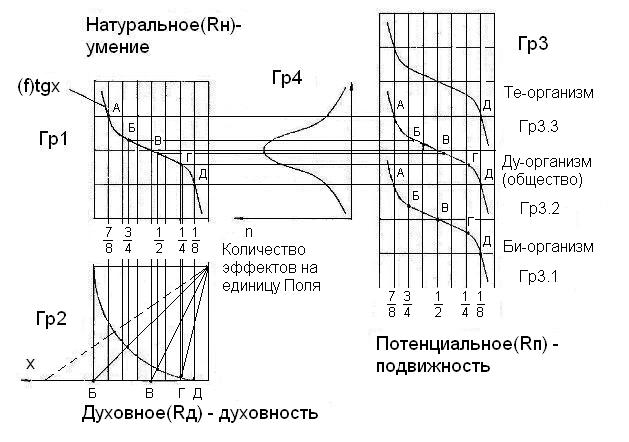 Натуральное(Rн)-
умение
(f)tgx
Гр1
А
Б
В
Г
Д
7/8 3/4 1/2 1/4 1/8
Гр4
n
Количество
эффектов на
единицу Поля
Гр3
А
Д
Те-организм
Гр3.3
Б
В
Г
Ду-организм
(общество)
А
Д
Гр3.2
Б
В
Г
Би-организм
Д
Гр3.1
7/8 3/4 1/2 1/4 1/8
Потенциальное(Rп) -
подвижность
Гр2
X
Б В Г Д
Духовное(Rд) - духовность